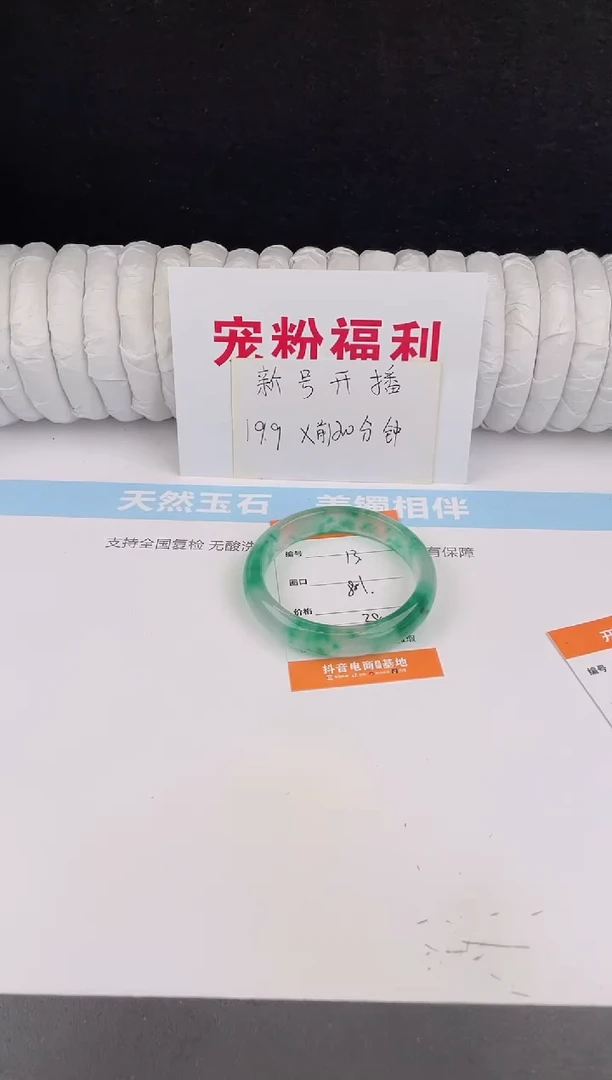 宠粉福利
新号开播
19.9 X前20分钟
天然玉石 美镯相伴
支持全国复检 无酸洗
有保障
编号 13
圈口
价格
抖音电商基地
编号